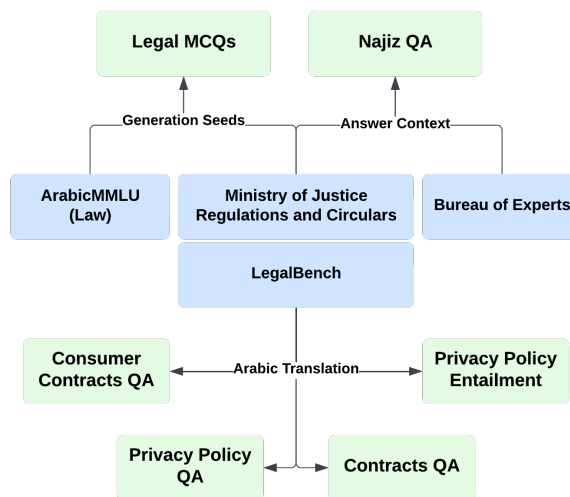 Legal MCQs
Najiz QA
Generation Seeds
Answer Context
ArabicMMLU
(Law)
Ministry of Justice
Regulations and Circulars
Bureau of Experts
LegalBench
Consumer
Contracts QA
Arabic Translation
Privacy Policy
Entailment
Privacy Policy
QA
Contracts QA